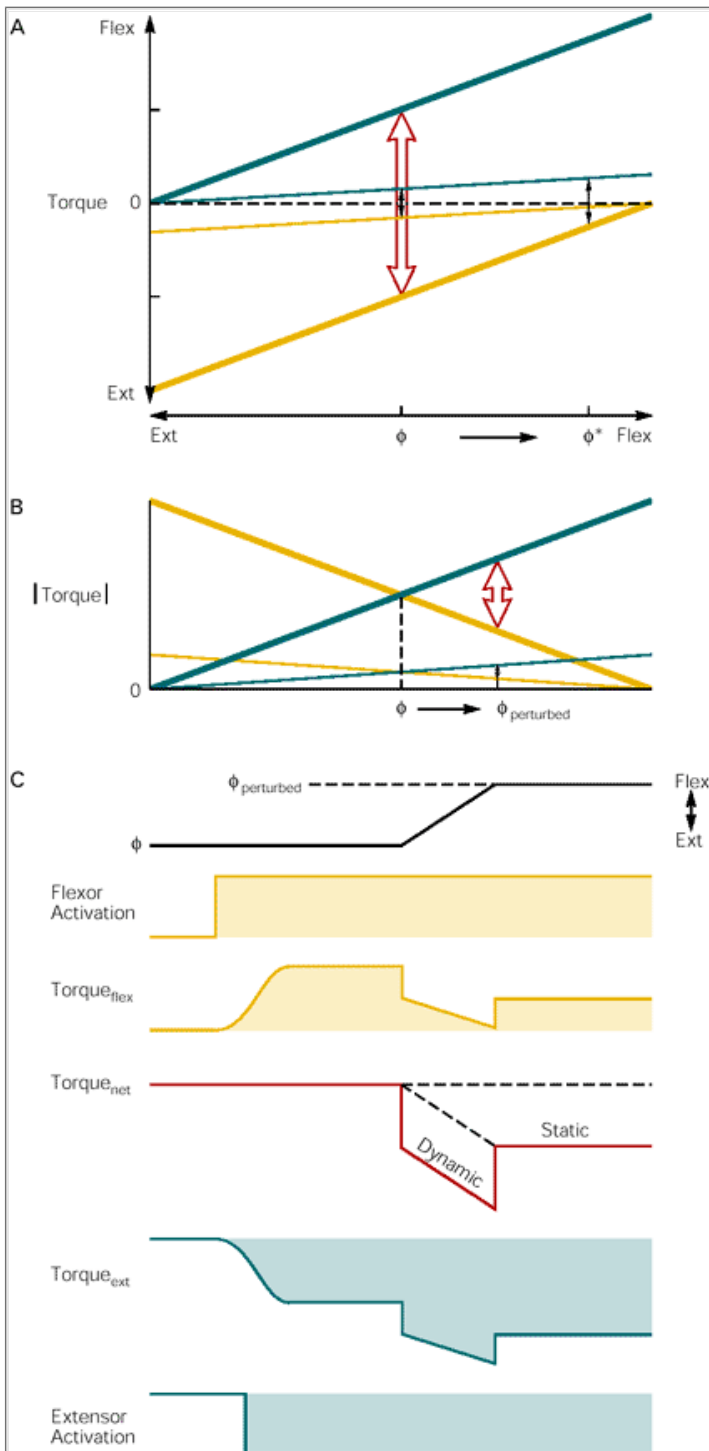 A
Flex
Torque 0
Ext
Ext ϕ ϕ* Flex
B
|Torque|
0
ϕ ϕperturbed
C
ϕperturbed
Flex
ϕ
Ext
Flexor
Activation
Torqueflex
Torquenet
Static
Dynamic
Torqueext
Extensor
Activation